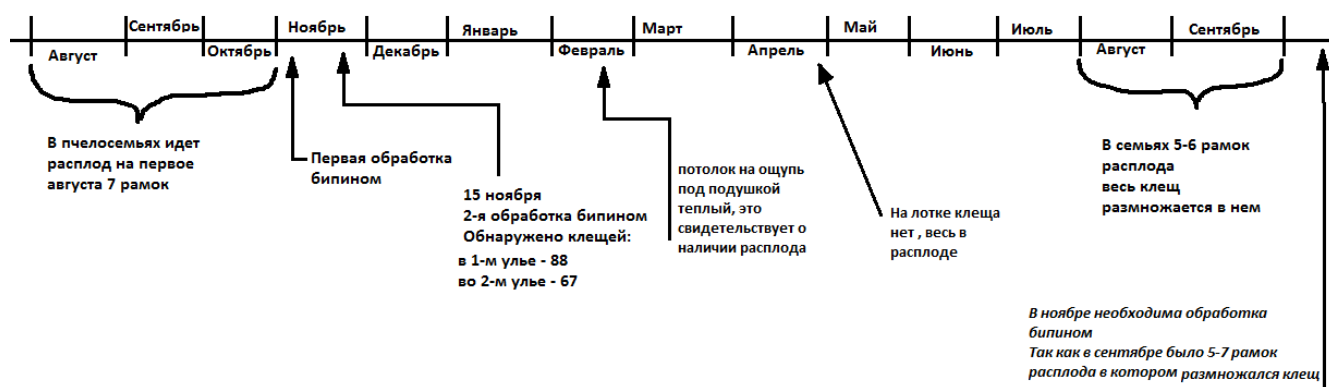 Сентябрь
Ноябрь
Январь
Март
Май
Июль
Сентябрь
Август
Октябрь
Декабрь
Февраль
Апрель
Июнь
Август
В пчелосемьях идет
расплод на первое
августа 7 рамок
Первая обработка
бипином
15 ноября
2-я обработка бипином
Обнаружено клещей:
в 1-м улье - 88
во 2-м улье - 67
потолок на ощупь
под подушкой
теплый, это
свидетельствует о
наличии расплода
На лотке клеща
нет , весь в
расплоде
В семьях 5-6 рамок
расплода
весь клещ
размножается в нем
В ноябре необходима обработка
бипином
Так как в сентябре было 5-7 рамок
расплода в котором размножался клещ